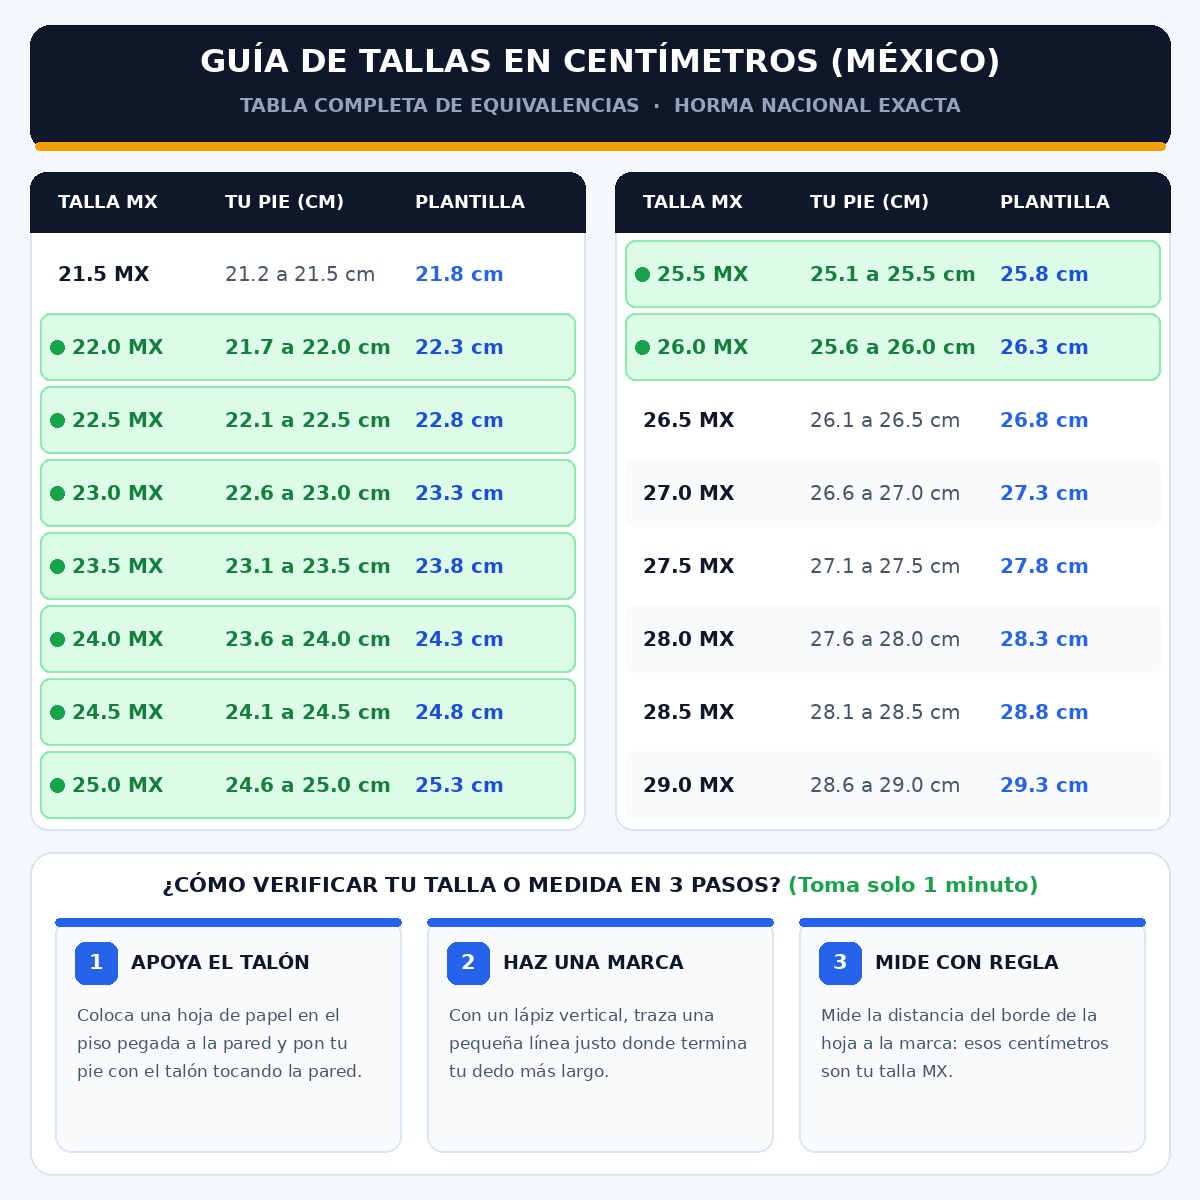 GUÍA DE TALLAS EN CENTÍMETROS (MÉXICO)
TABLA COMPLETA DE EQUIVALENCIAS · HORMA NACIONAL EXACTA
TALLA MX TU PIE (CM) PLANTILLA
21.5 MX 21.2 a 21.5 cm 21.8 cm
22.0 MX 21.7 a 22.0 cm 22.3 cm
22.5 MX 22.1 a 22.5 cm 22.8 cm
23.0 MX 22.6 a 23.0 cm 23.3 cm
23.5 MX 23.1 a 23.5 cm 23.8 cm
24.0 MX 23.6 a 24.0 cm 24.3 cm
24.5 MX 24.1 a 24.5 cm 24.8 cm
25.0 MX 24.6 a 25.0 cm 25.3 cm
TALLA MX TU PIE (CM) PLANTILLA
25.5 MX 25.1 a 25.5 cm 25.8 cm
26.0 MX 25.6 a 26.0 cm 26.3 cm
26.5 MX 26.1 a 26.5 cm 26.8 cm
27.0 MX 26.6 a 27.0 cm 27.3 cm
27.5 MX 27.1 a 27.5 cm 27.8 cm
28.0 MX 27.6 a 28.0 cm 28.3 cm
28.5 MX 28.1 a 28.5 cm 28.8 cm
29.0 MX 28.6 a 29.0 cm 29.3 cm
¿CÓMO VERIFICAR TU TALLA O MEDIDA EN 3 PASOS? (Toma solo 1 minuto)
1 APOYA EL TALÓN
Coloca una hoja de papel en el
piso pegada a la pared y pon tu
pie con el talón tocando la pared.
2 HAZ UNA MARCA
Con un lápiz vertical, traza una
pequeña línea justo donde termina
tu dedo más largo.
3 MIDE CON REGLA
Mide la distancia del borde de la
hoja a la marca: esos centímetros
son tu talla MX.